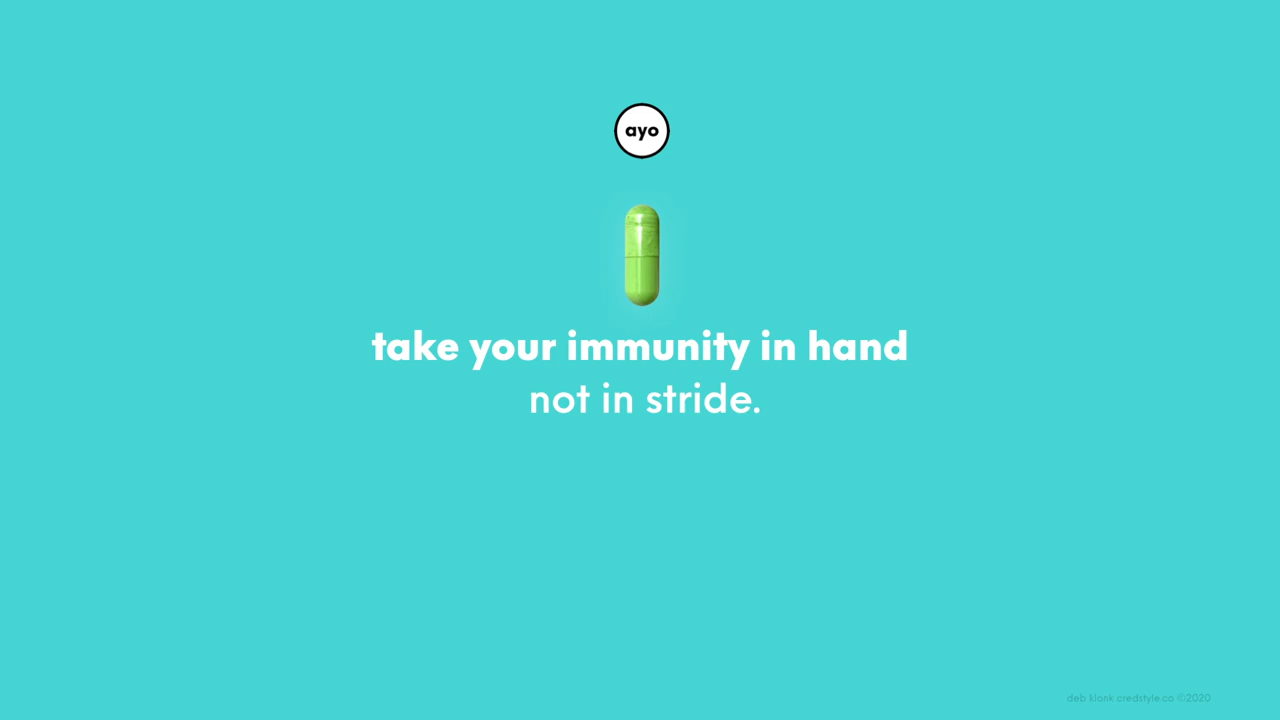 ayo
take your immunity in hand
not in stride.
deb klonk credstyle.co ©2020